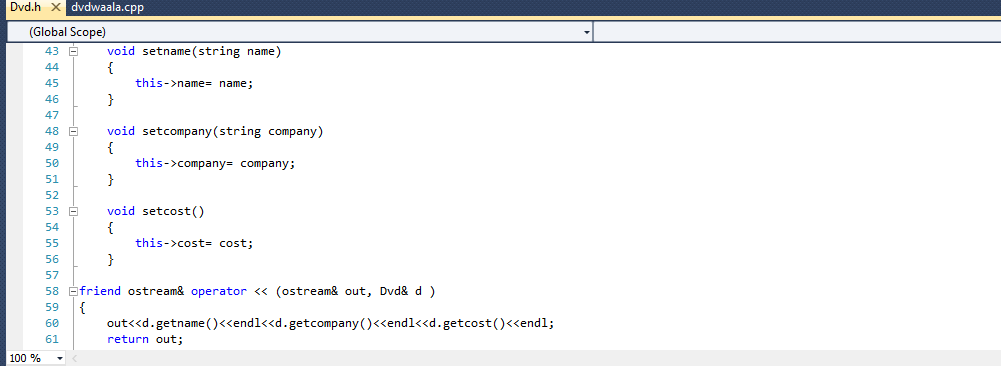 Dvd.h dvdwaala.cpp
(Global Scope)
43 void setname(string name)
44 {
45 this->name= name;
46 }
47
48 void setcompany(string company)
49 {
50 this->company= company;
51 }
52
53 void setcost()
54 {
55 this->cost= cost;
56 }
57
58 friend ostream& operator << (ostream& out, Dvd& d )
59 {
60 out<<d.getname()<<endl<<d.getcompany()<<endl<<d.getcost()<<endl;
61 return out;
100 %